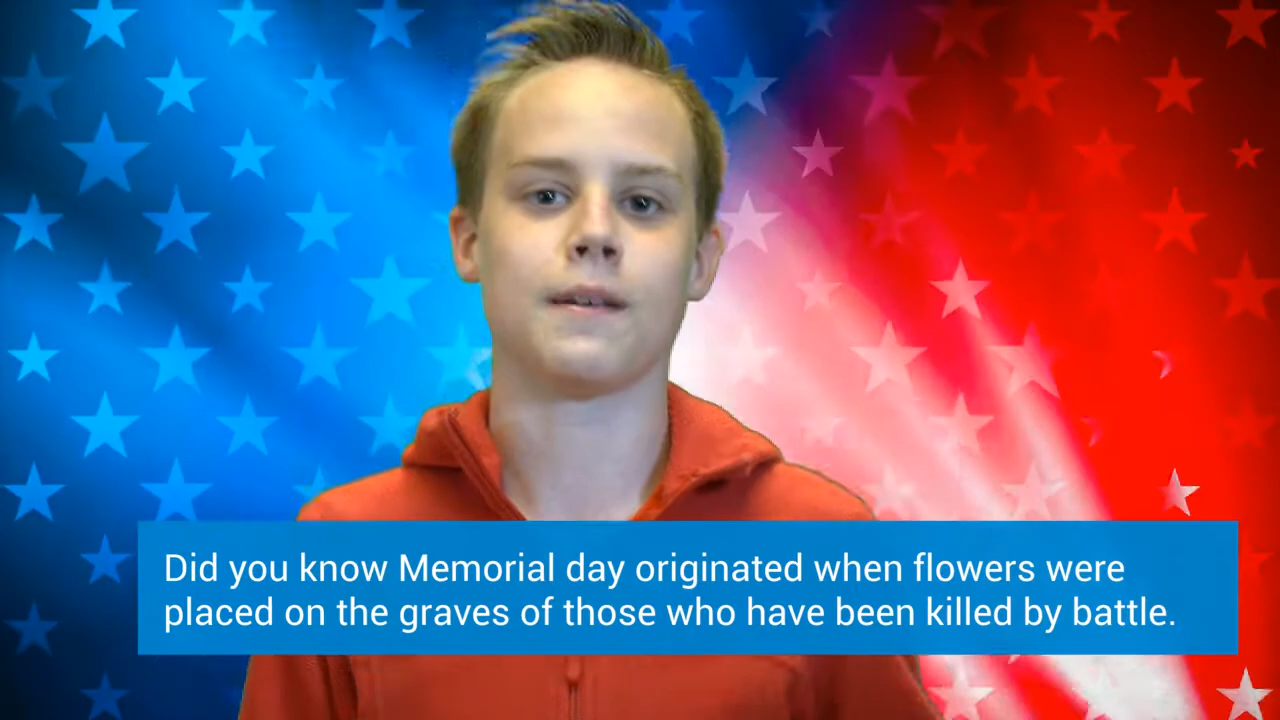 Did you know Memorial day originated when flowers were
placed on the graves of those who have been killed by battle.